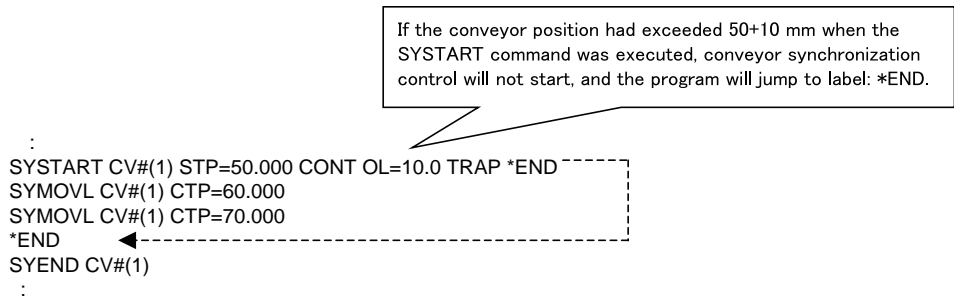 If the conveyor position had exceeded 50+10 mm when the
SYSTART command was executed, conveyor synchronization
control will not start, and the program will jump to label: *END.
:
SYSTART CV#(1) STP=50.000 CONT OL=10.0 TRAP *END
SYMOVL CV#(1) CTP=60.000
SYMOVL CV#(1) CTP=70.000
*END
SYEND CV#(1)
: